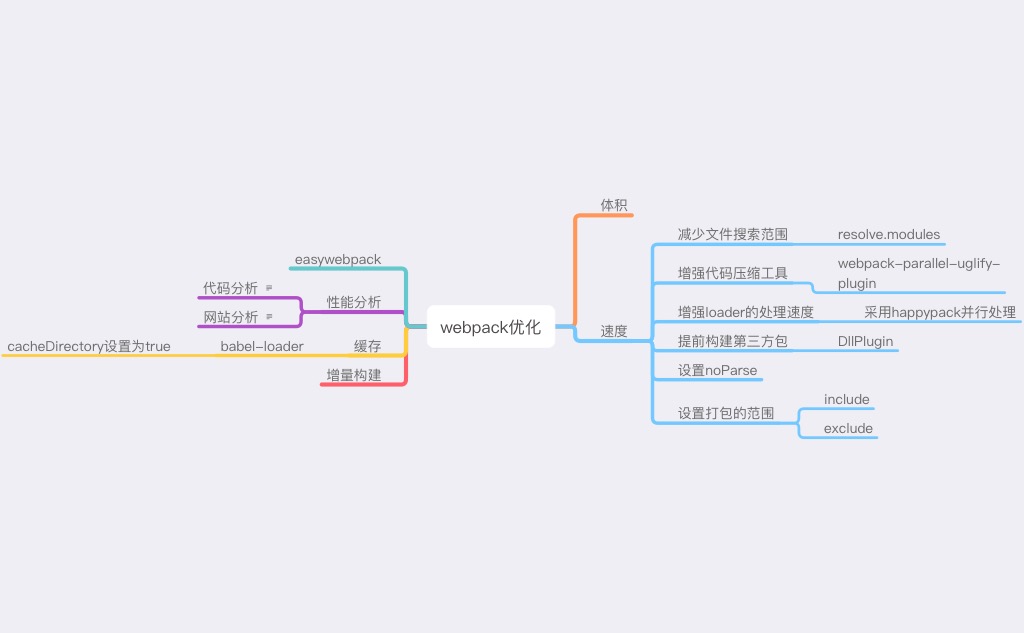 体积
减少文件搜索范围
resolve.modules
easywebpack
webpack-parallel-uglify-
plugin
增强代码压缩工具
代码分析
性能分析
网站分析
增强loader的处理速度
采用happypack并行处理
webpack优化
速度
提前构建第三方包
DllPlugin
cacheDirectory设置为true
babel-loader
缓存
设置noParse
增量构建
include
设置打包的范围
exclude